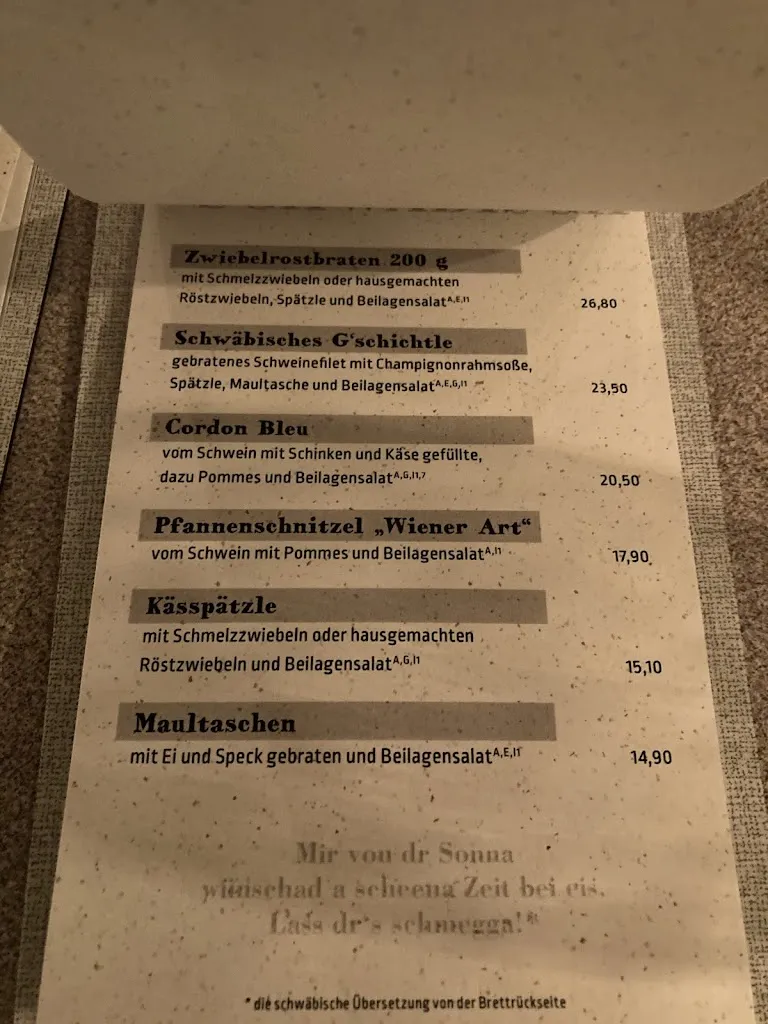 Zwiebelrostbraten 200 g
mit Schmelzzwiebeln oder hausgemachten
Röstzwiebeln, Spätzle und Beilagensalat A,E,I1 26,80
Schwäbisches G'schichtle
gebratenes Schweinefilet mit Champignonrahmsoße,
Spätzle, Maultasche und Beilagensalat A,E,G,I1 23,50
Cordon Bleu
vom Schwein mit Schinken und Käse gefüllte,
dazu Pommes und Beilagensalat A,G,I1,7 20,50
Pfannenschnitzel „Wiener Art“
vom Schwein mit Pommes und Beilagensalat A,I1 17,90
Kässpätzle
mit Schmelzzwiebeln oder hausgemachten
Röstzwiebeln und Beilagensalat A,G,I1 15,10
Maultaschen
mit Ei und Speck gebraten und Beilagensalat A,E,I1 14,90
Mir von dr Sonna
wünschad a scheena Zeit bei eis.
Lass dr's schmegga!*
* die schwäbische Übersetzung von der Brettrückseite